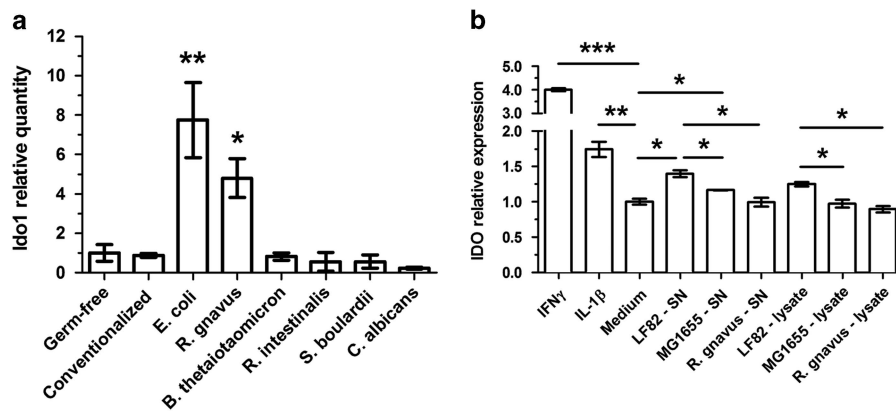 a
Ido1 relative quantity
12
10
8
6
4
2
0
**
*
Germ-free
Conventionalized
E. coli
R. gnavus
B. thetaiotaomicron
R. intestinalis
S. boulardii
C. albicans
b
IDO relative expression
5.0
4.0
3.0
2.0
1.5
1.0
0.5
0.0
***
*
**
*
*
*
*
*
IFNγ
IL-1β
Medium
LF82 - SN
MG1655 - SN
R. gnavus - SN
LF82 - lysate
MG1655 - lysate
R. gnavus - lysate